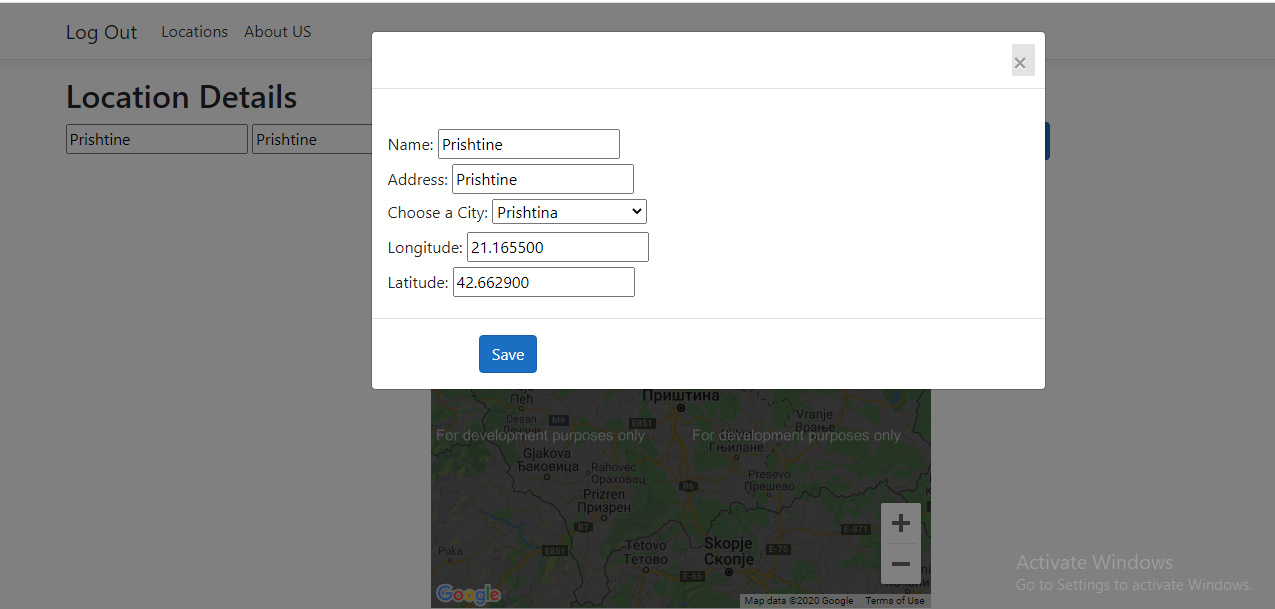 Log Out Locations About US
×
Location Details
Prishtine Prishtine
Name: Prishtine
Address: Prishtine
Choose a City: Prishtina
Longitude: 21.165500
Latitude: 42.662900
Save
Приштина
Пећ
Desan
M9
E851
Vranje
Врање
For development purposes only For development purposes only
Гњилане
Gjakova
Ђаковица
Rahovec
Ораховац
Presevo
Прешево
R6
Prizren
Призрен
R7
E-871
Puka
E851
Tetovo
Тетово
Skopje
Скопје
E-75
E-65
+
−
Google
Map data ©2020 Google Terms of Use
Activate Windows
Go to Settings to activate Windows.